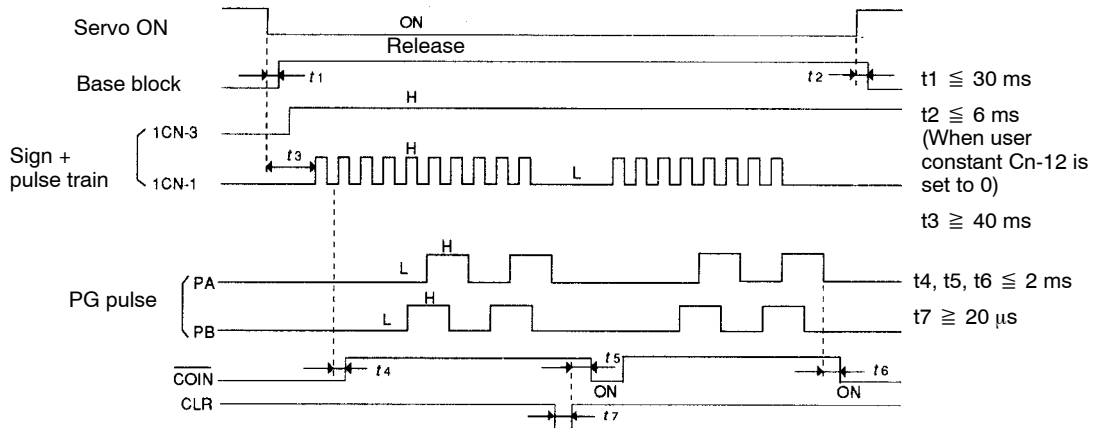 Servo ON
ON
Release
Base block
t1
t2
t1 ≦ 30 ms
H
t2 ≦ 6 ms
1CN-3
(When user
Sign +
pulse train
t3
H
constant Cn-12 is
1CN-1
L
set to 0)
t3 ≧ 40 ms
H
L
PA
t4, t5, t6 ≦ 2 ms
PG pulse
H
L
PB
t7 ≧ 20 μs
COIN
t4
t5
t6
ON
ON
CLR
t7